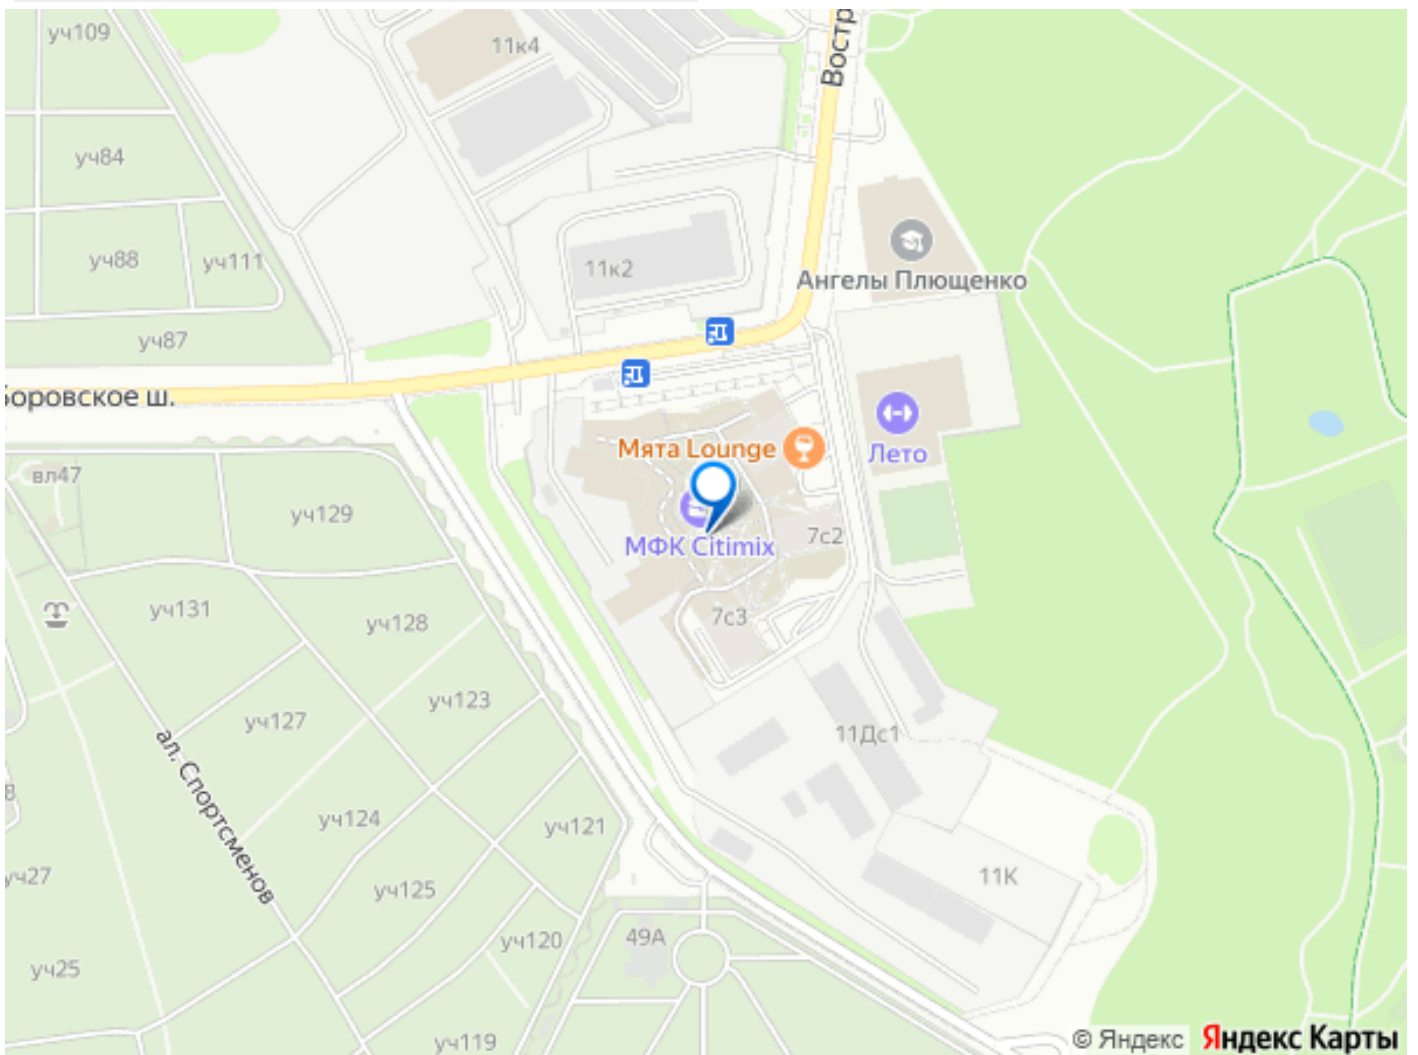 уч109
11к4
Востр
уч84
уч88
уч111
11к2
Ангелы Плющенко
уч87
Боровское ш.
Мята Lounge
Лето
вл47
уч129
МФК Citimix
7с2
уч131
уч128
7с3
уч123
уч127
11Дс1
ал. Спортсменов
8
уч124
уч121
уч27
уч125
11К
уч120
49А
уч25
уч119
© Яндекс Яндекс Карты